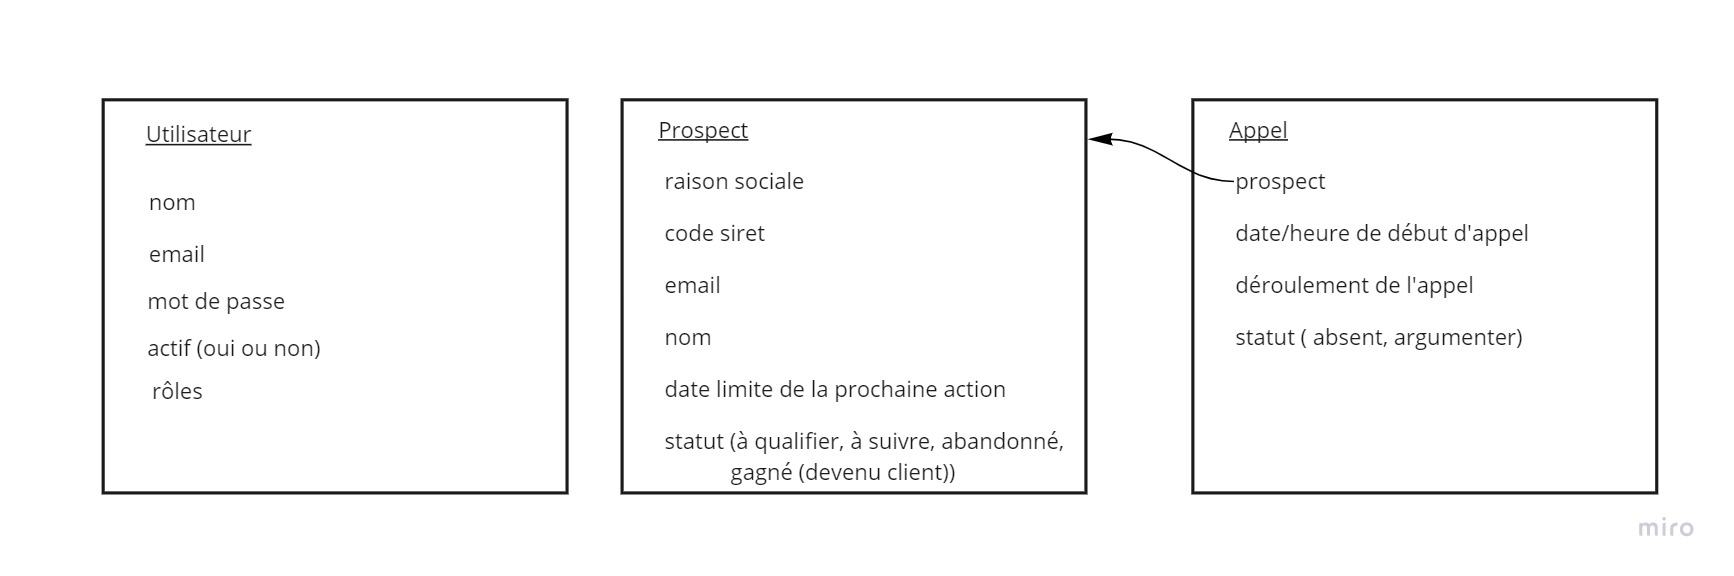 Utilisateur
nom
email
mot de passe
actif (oui ou non)
rôles
Prospect
raison sociale
code siret
email
nom
date limite de la prochaine action
statut (à qualifier, à suivre, abandonné,
gagné (devenu client))
Appel
prospect
date/heure de début d'appel
déroulement de l'appel
statut ( absent, argumenter)
miro